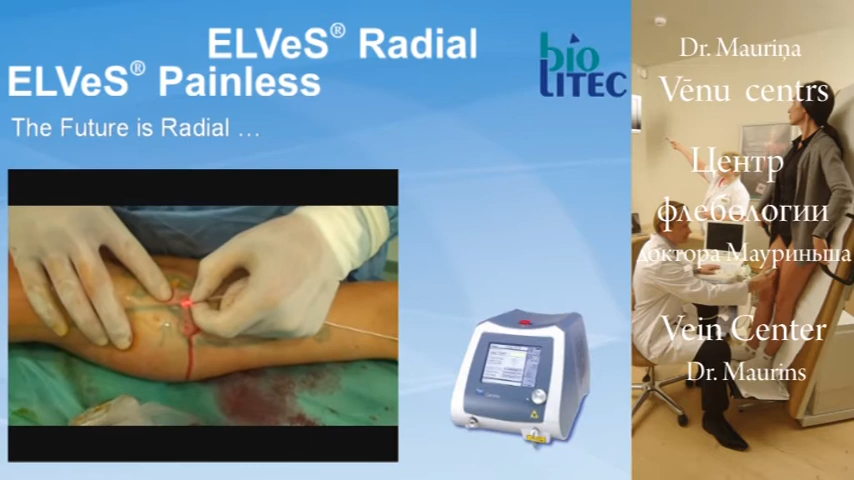 ELVeS® Radial
ELVeS® Painless
The Future is Radial ...
bio
LITEC
Dr. Mauriņa
Vēnu centrs
Центр
флебологии
доктора Мауриньша
Vein Center
Dr. Maurins